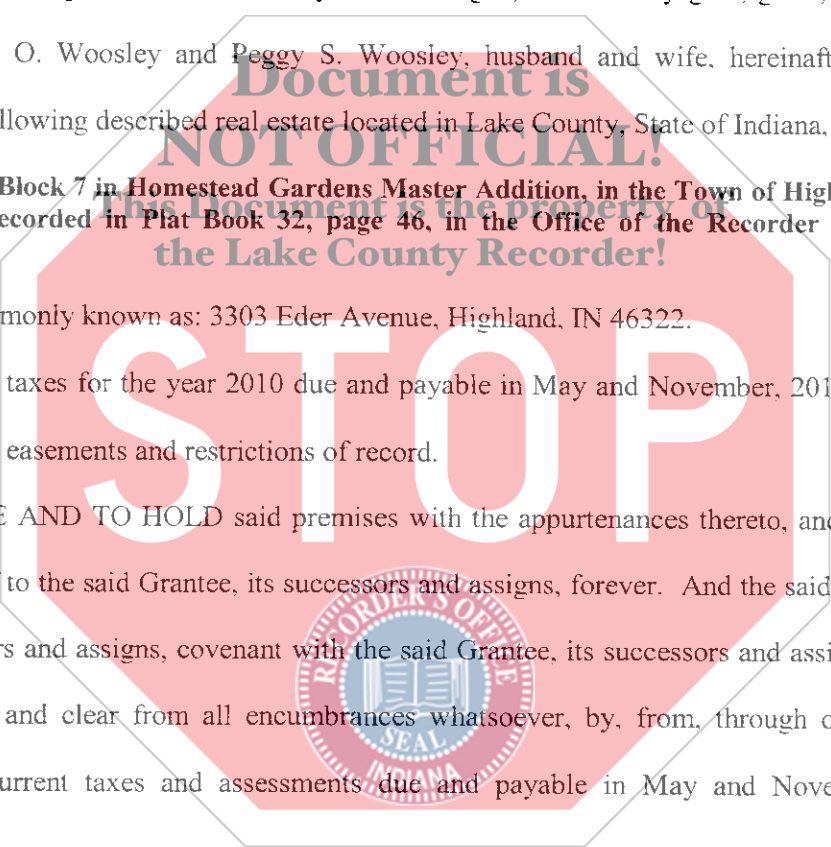 O. Woosley and Peggy S. Woosley, husband and wife, hereinaft
Document is
llowing described real estate located in Lake County, State of Indiana,
NOT OFFICIAL!
Block 7 in Homestead Gardens Master Addition, in the Town of High
This Document is the property of
ecorded in Plat Book 32, page 46, in the Office of the Recorder
the Lake County Recorder!
monly known as: 3303 Eder Avenue, Highland, IN 46322.
STOP
taxes for the year 2010 due and payable in May and November, 201
easements and restrictions of record.
E AND TO HOLD said premises with the appurtenances thereto, and
to the said Grantee, its successors and assigns, forever. And the said
rs and assigns, covenant with the said Grantee, its successors and assi
and clear from all encumbrances whatsoever, by, from, through o
urrent taxes and assessments due and payable in May and Nove
RECORDER'S OFFICE
SEAL
INDIANA